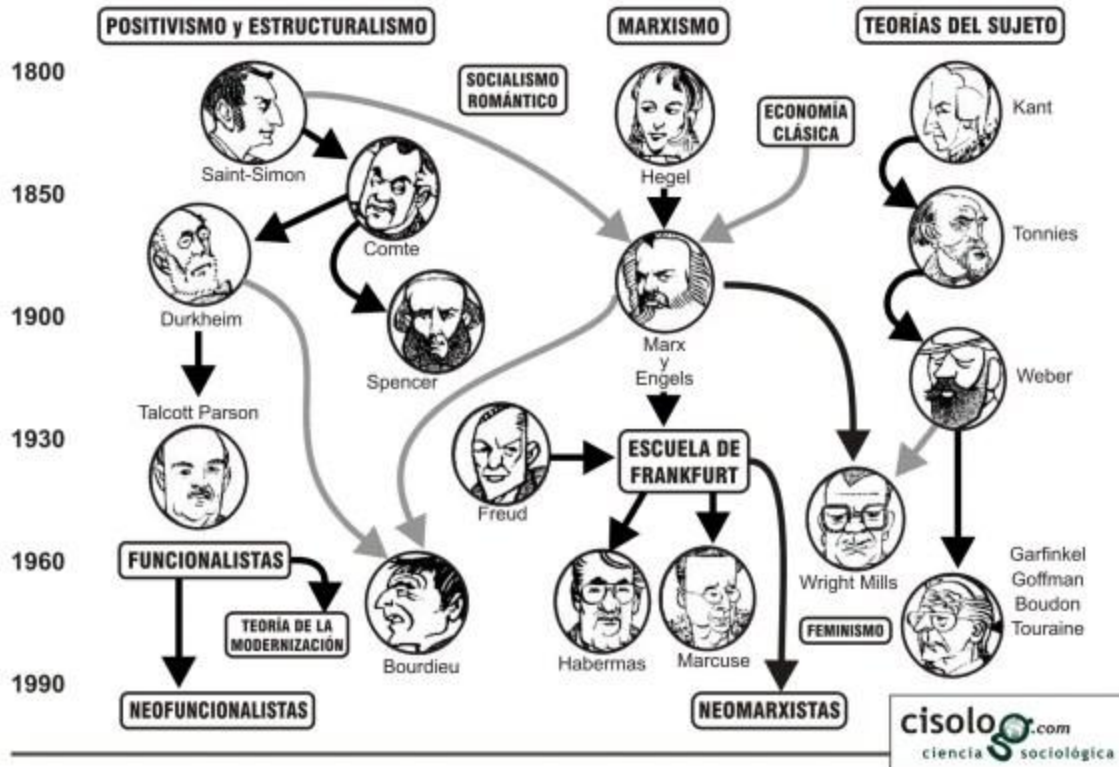 POSITIVISMO y ESTRUCTURALISMO
MARXISMO
TEORÍAS DEL SUJETO
1800
SOCIALISMO
ROMÁNTICO
ECONOMÍA
CLÁSICA
Kant
Saint-Simon
Hegel
1850
Comte
Tonnies
Durkheim
1900
Spencer
Marx
y
Engels
Weber
Talcott Parson
1930
ESCUELA DE
FRANKFURT
Freud
1960
FUNCIONALISTAS
Wright Mills
Garfinkel
Goffman
Boudon
Touraine
TEORÍA DE LA
MODERNIZACIÓN
FEMINISMO
Bourdieu
Habermas
Marcuse
1990
NEOFUNCIONALISTAS
NEOMARXISTAS
cisolog.com
ciencia sociológica